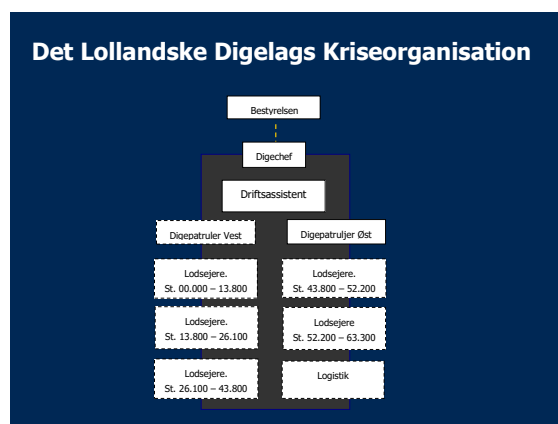 Det Lollandske Digelags Kriseorganisation
Bestyrelsen
Digechef
Driftsassistent
Digepatruler Vest
Digepatruljer Øst
Lodsejere.
St. 00.000 – 13.800
Lodsejere.
St. 43.800 – 52.200
Lodsejere.
St. 13.800 – 26.100
Lodsejere
St. 52.200 – 63.300
Lodsejere.
St. 26.100 – 43.800
Logistik